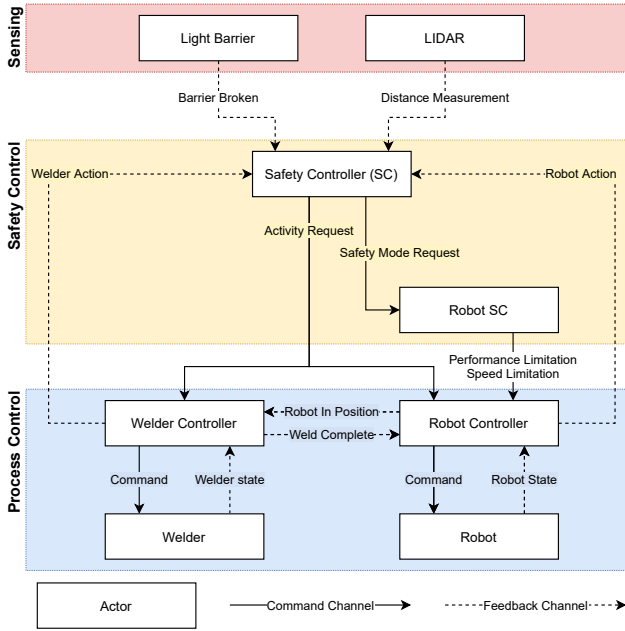 Sensing
Light Barrier
LIDAR
Barrier Broken
Distance Measurement
Safety Control
Welder Action
Safety Controller (SC)
Robot Action
Activity Request
Safety Mode Request
Robot SC
Performance Limitation
Speed Limitation
Process Control
Welder Controller
Robot In Position
Weld Complete
Robot Controller
Command
Welder state
Command
Robot State
Welder
Robot
Actor
Command Channel
Feedback Channel